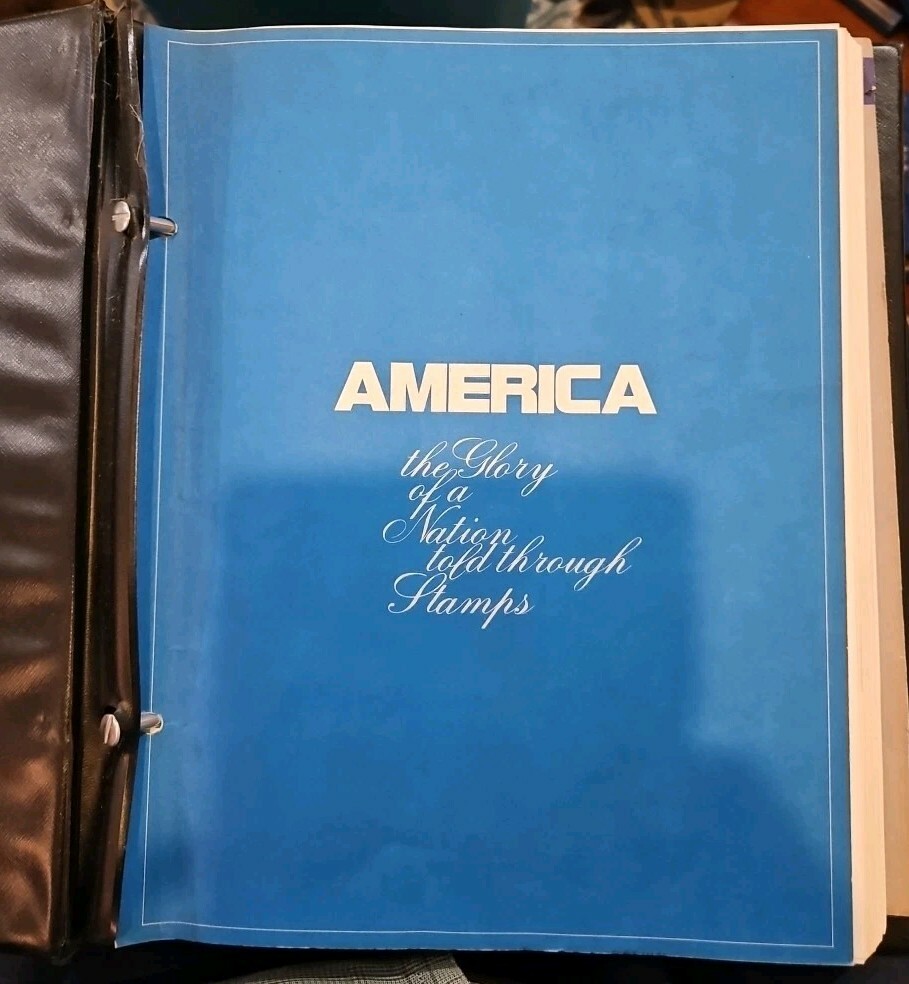 AMERICA
the Glory
of a
Nation
told through
Stamps